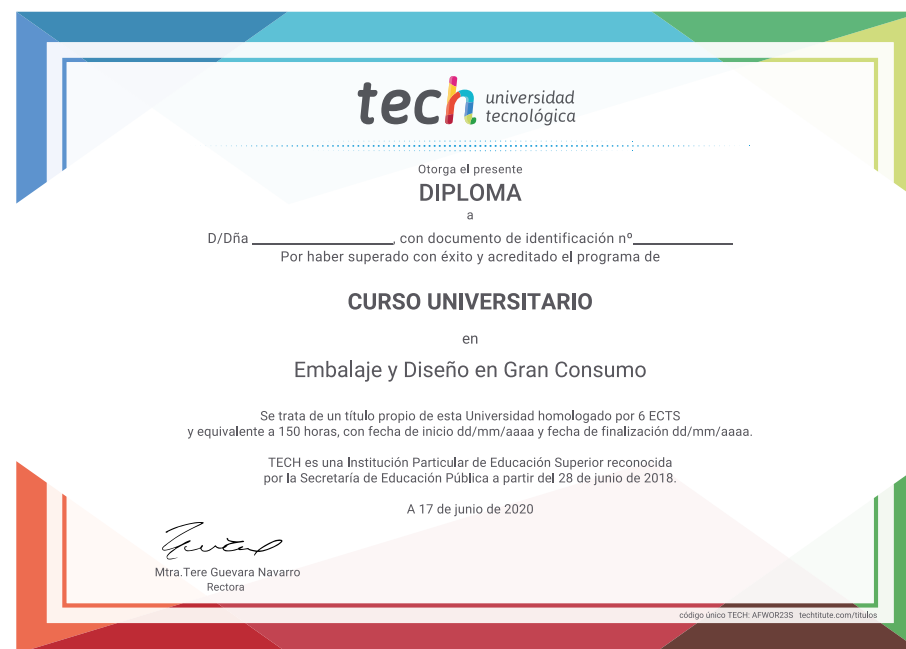 tech universidad
tecnológica
Otorga el presente
DIPLOMA
a
D/Dña ____________________, con documento de identificación nº______________
Por haber superado con éxito y acreditado el programa de
CURSO UNIVERSITARIO
en
Embalaje y Diseño en Gran Consumo
Se trata de un título propio de esta Universidad homologado por 6 ECTS
y equivalente a 150 horas, con fecha de inicio dd/mm/aaaa y fecha de finalización dd/mm/aaaa.
TECH es una Institución Particular de Educación Superior reconocida
por la Secretaría de Educación Pública a partir del 28 de junio de 2018.
A 17 de junio de 2020
Mtra.Tere Guevara Navarro
Rectora
código único TECH: AFWOR23S techtitute.com/titulos